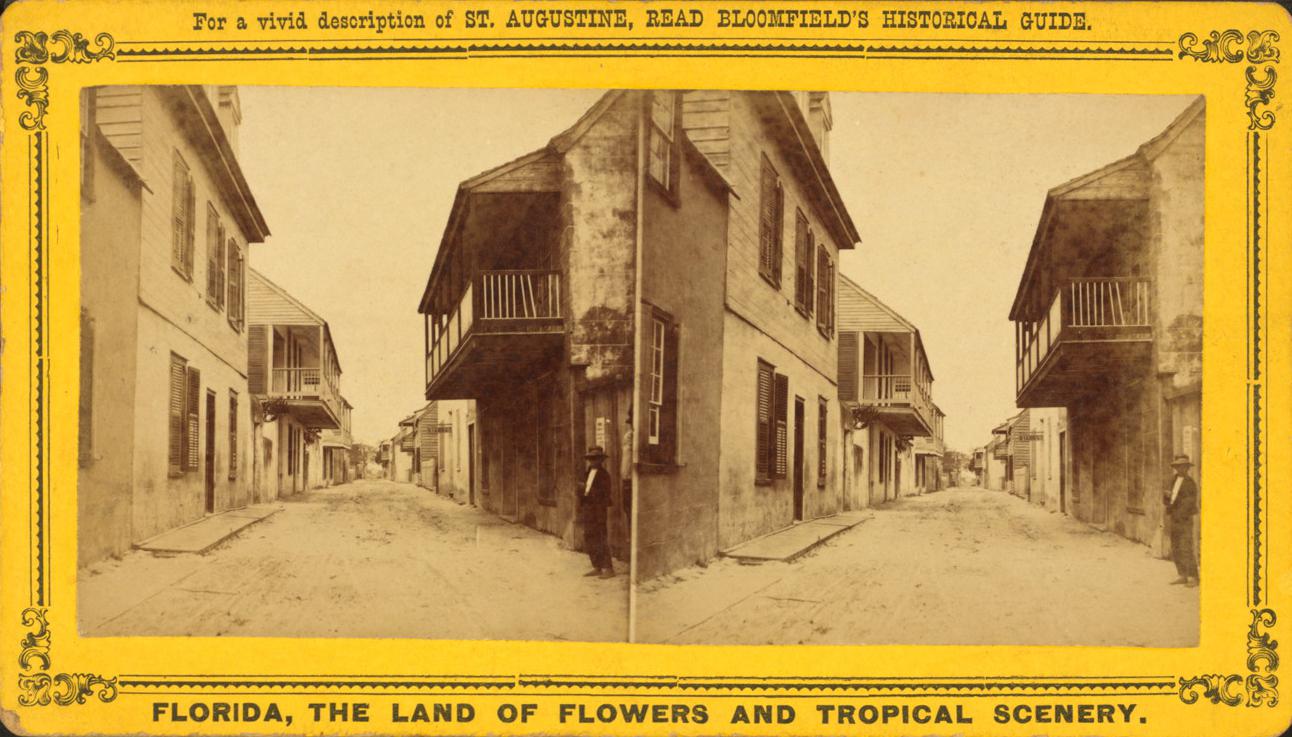 For a vivid description of ST. AUGUSTINE, READ BLOOMFIELD'S HISTORICAL GUIDE.
FLORIDA, THE LAND OF FLOWERS AND TROPICAL SCENERY.